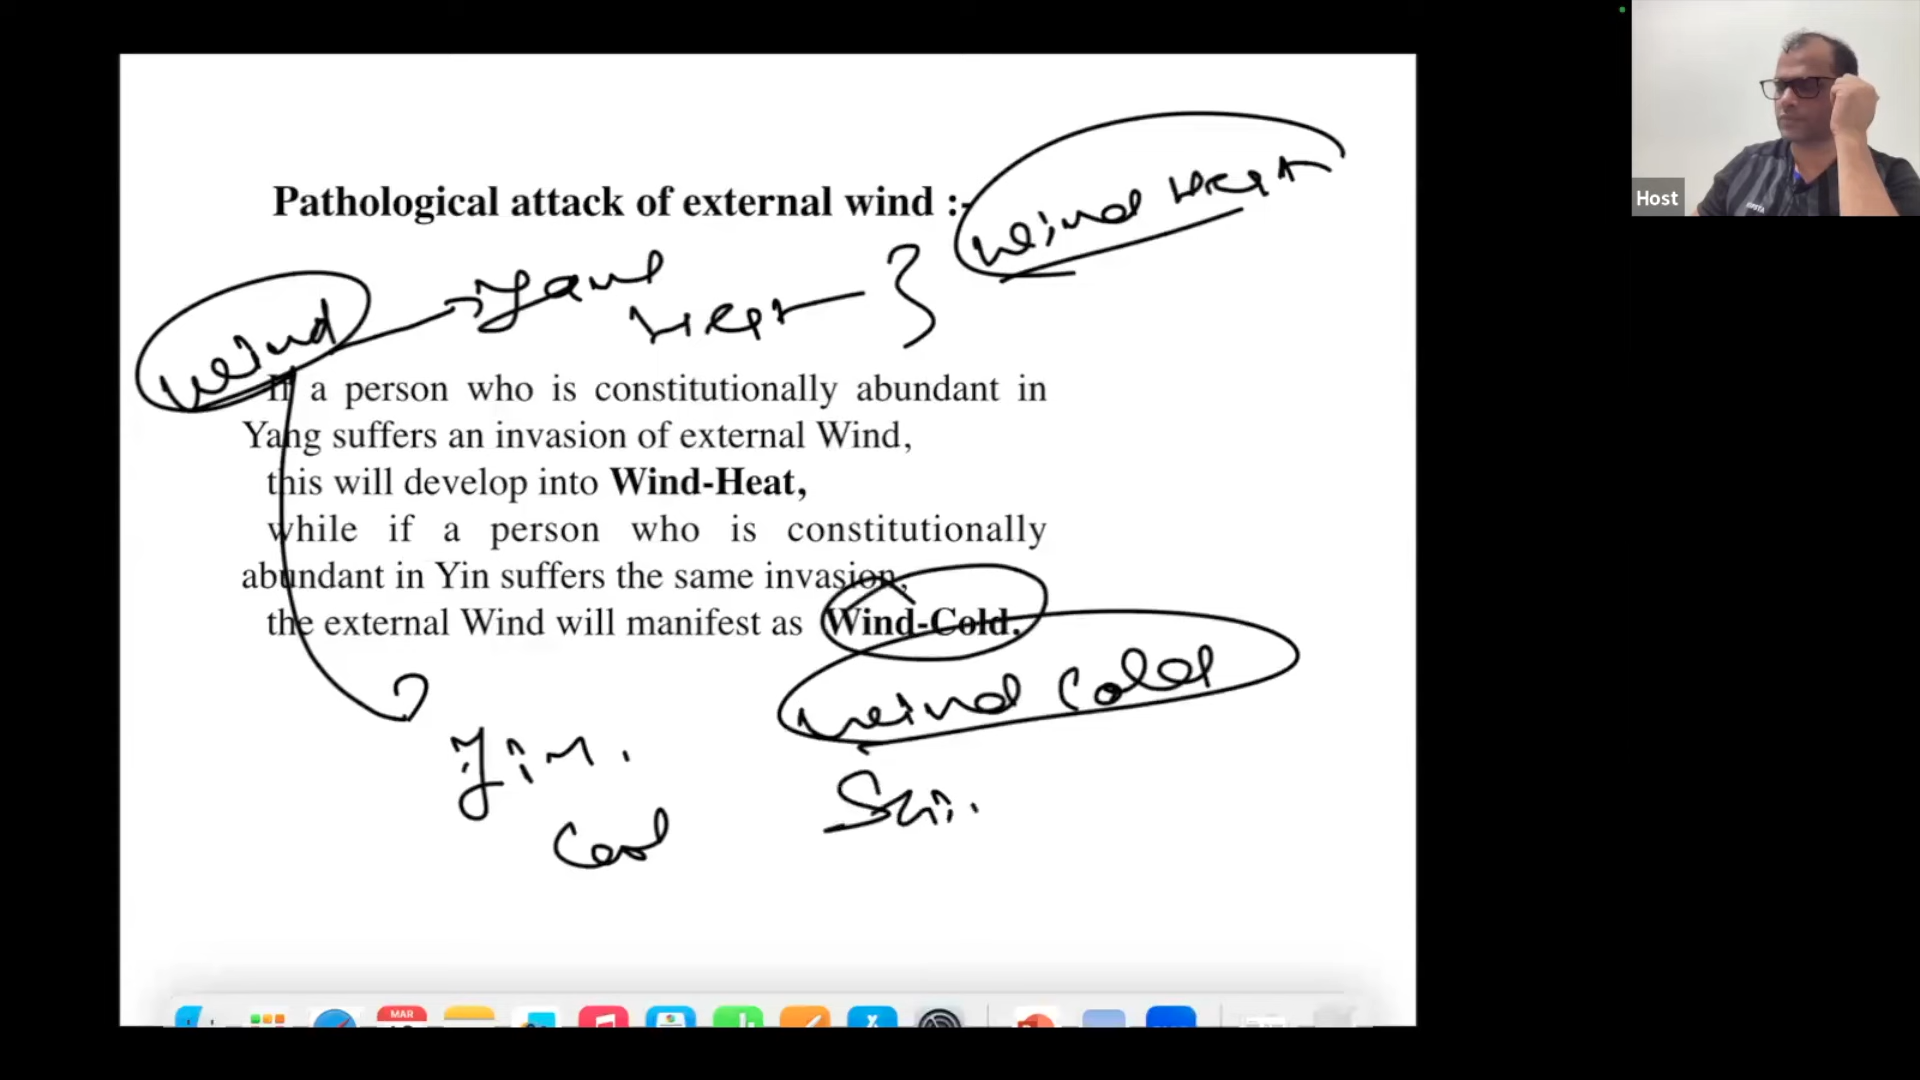 Pathological attack of external wind :-
wind Heat
Yang
Heat
wind
If a person who is constitutionally abundant in
Yang suffers an invasion of external Wind,
this will develop into Wind-Heat,
while if a person who is constitutionally
abundant in Yin suffers the same invasion,
the external Wind will manifest as Wind-Cold.
wind Cold
Yin.
Cold
Host
MAR